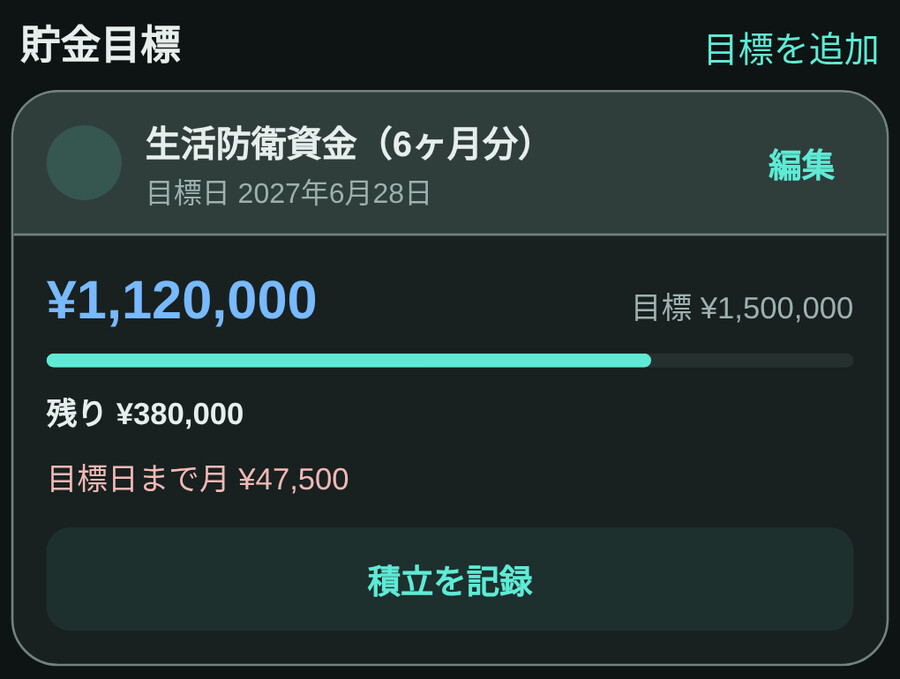 貯金目標
目標を追加
生活防衛資金（6ヶ月分）
目標日 2027年6月28日
編集
¥1,120,000
目標 ¥1,500,000
残り ¥380,000
目標日まで月 ¥47,500
積立を記録